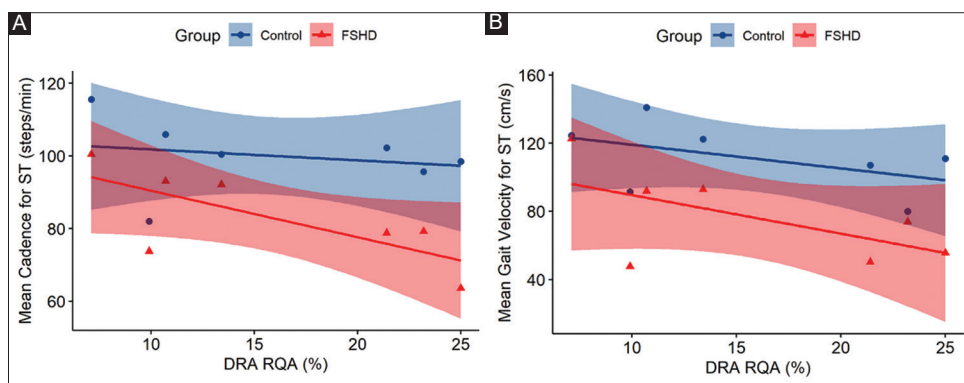 A
Group Control FSHD
Mean Cadence for ST (steps/min)
120
100
80
60
10 15 20 25
DRA RQA (%)
B
Group Control FSHD
Mean Gait Velocity for ST (cm/s)
160
120
80
40
10 15 20 25
DRA RQA (%)